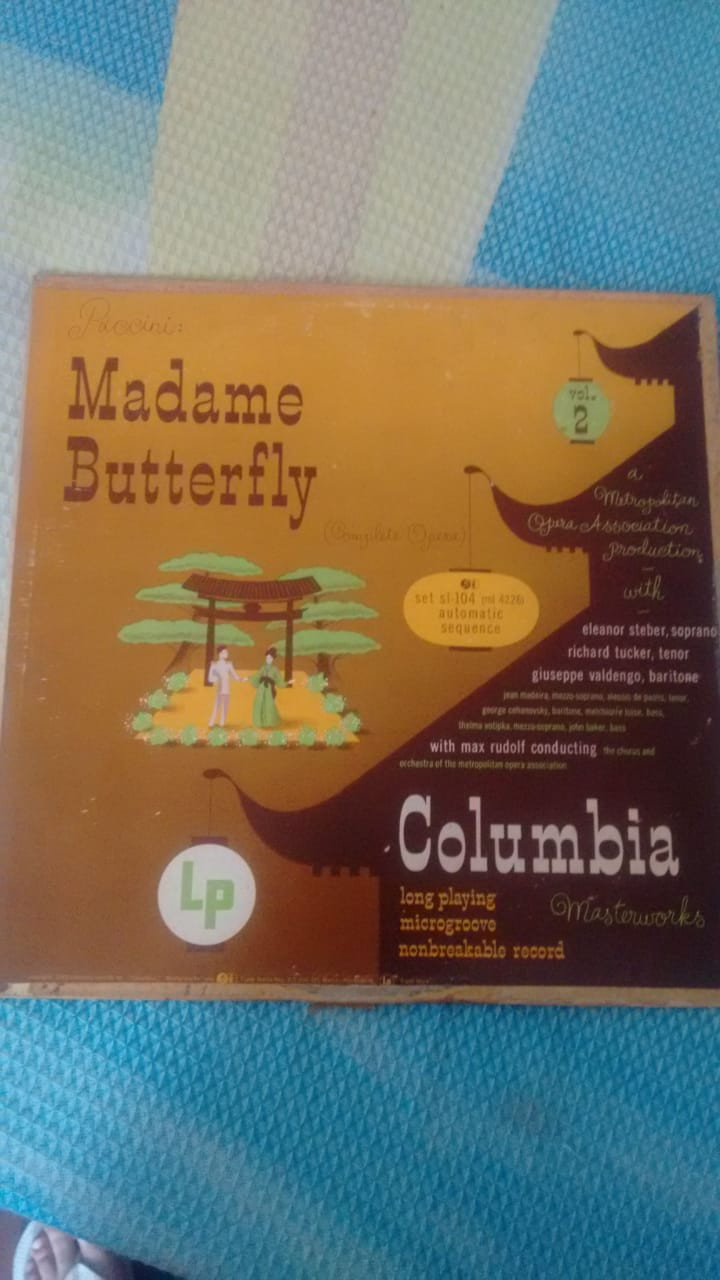 Puccini:
Madame
Butterfly
(Complete Opera)
vol.
2
a
Metropolitan
Opera Association
production
with
set sl-104 (ml 4226)
automatic
sequence
eleanor steber, soprano
richard tucker, tenor
giuseppe valdengo, baritone
jean madeira, mezzo-soprano, alessio de paolis, tenor,
george cehanovsky, baritone, melchiorre luise, bass,
thelma votipka, mezzo-soprano, john baker, bass
with max rudolf conducting the chorus and
orchestra of the metropolitan opera association
Columbia
Masterworks
Lp
long playing
microgroove
nonbreakable record